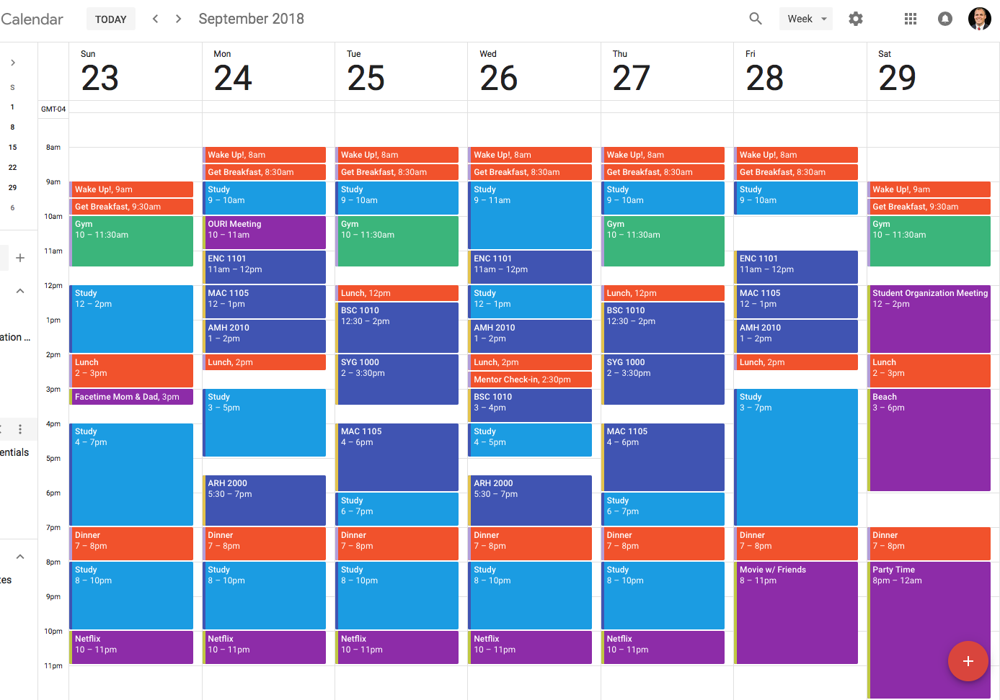 Calendar
TODAY
September 2018
Week
S
1
8
15
22
29
6
ation ...
entials
tes
GMT-04
8am
9am
10am
11am
12pm
1pm
2pm
3pm
4pm
5pm
6pm
7pm
8pm
9pm
10pm
11pm
Sun
23
Wake Up!, 9am
Get Breakfast, 9:30am
Gym
10 – 11:30am
Study
12 – 2pm
Lunch
2 – 3pm
Facetime Mom & Dad, 3pm
Study
4 – 7pm
Dinner
7 – 8pm
Study
8 – 10pm
Netflix
10 – 11pm
Mon
24
Wake Up!, 8am
Get Breakfast, 8:30am
Study
9 – 10am
OURI Meeting
10 – 11am
ENC 1101
11am – 12pm
MAC 1105
12 – 1pm
AMH 2010
1 – 2pm
Lunch, 2pm
Study
3 – 5pm
ARH 2000
5:30 – 7pm
Dinner
7 – 8pm
Study
8 – 10pm
Netflix
10 – 11pm
Tue
25
Wake Up!, 8am
Get Breakfast, 8:30am
Study
9 – 10am
Gym
10 – 11:30am
Lunch, 12pm
BSC 1010
12:30 – 2pm
SYG 1000
2 – 3:30pm
MAC 1105
4 – 6pm
Study
6 – 7pm
Dinner
7 – 8pm
Study
8 – 10pm
Netflix
10 – 11pm
Wed
26
Wake Up!, 8am
Get Breakfast, 8:30am
Study
9 – 11am
ENC 1101
11am – 12pm
Study
12 – 1pm
AMH 2010
1 – 2pm
Lunch, 2pm
Mentor Check-in, 2:30pm
BSC 1010
3 – 4pm
Study
4 – 5pm
ARH 2000
5:30 – 7pm
Dinner
7 – 8pm
Study
8 – 10pm
Netflix
10 – 11pm
Thu
27
Wake Up!, 8am
Get Breakfast, 8:30am
Study
9 – 10am
Gym
10 – 11:30am
Lunch, 12pm
BSC 1010
12:30 – 2pm
SYG 1000
2 – 3:30pm
MAC 1105
4 – 6pm
Study
6 – 7pm
Dinner
7 – 8pm
Study
8 – 10pm
Netflix
10 – 11pm
Fri
28
Wake Up!, 8am
Get Breakfast, 8:30am
Study
9 – 10am
ENC 1101
11am – 12pm
MAC 1105
12 – 1pm
AMH 2010
1 – 2pm
Lunch, 2pm
Study
3 – 7pm
Dinner
7 – 8pm
Movie w/ Friends
8 – 11pm
Sat
29
Wake Up!, 9am
Get Breakfast, 9:30am
Gym
10 – 11:30am
Student Organization Meeting
12 – 2pm
Lunch
2 – 3pm
Beach
3 – 6pm
Dinner
7 – 8pm
Party Time
8pm – 12am